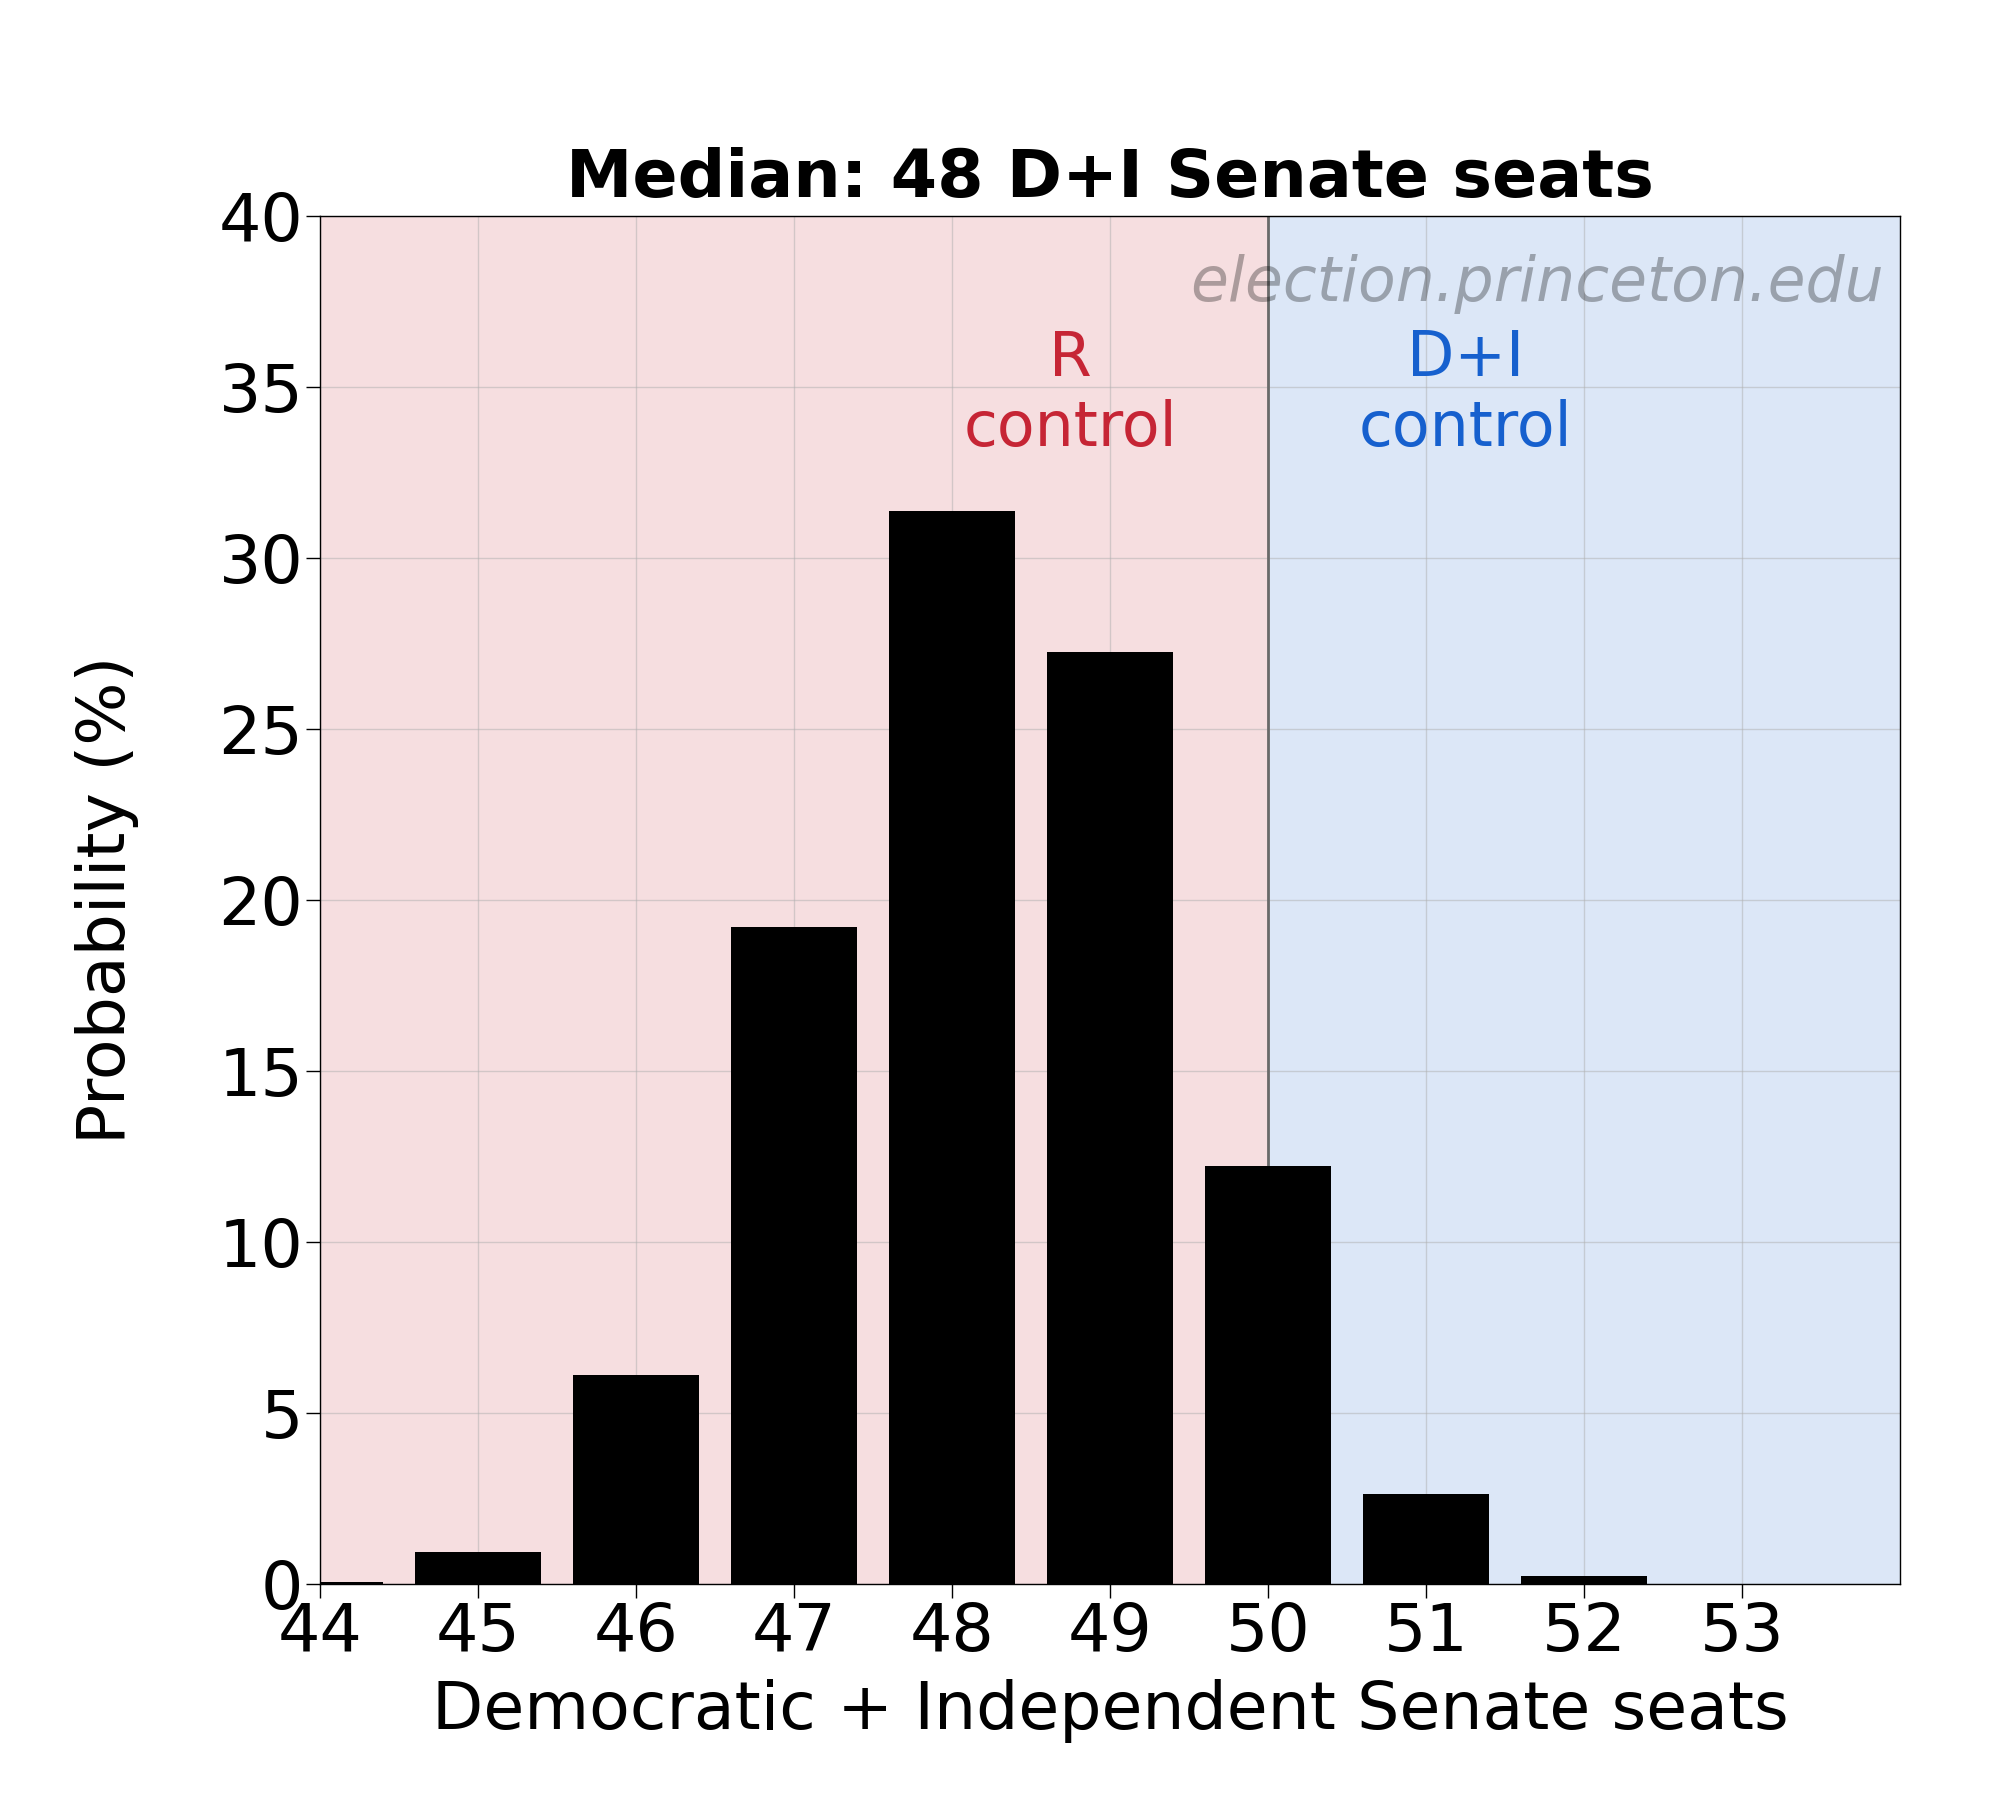 Median: 48 D+I Senate seats
election.princeton.edu
R
control
D+I
control
40
35
30
25
20
15
10
5
0
Probability (%)
44 45 46 47 48 49 50 51 52 53
Democratic + Independent Senate seats